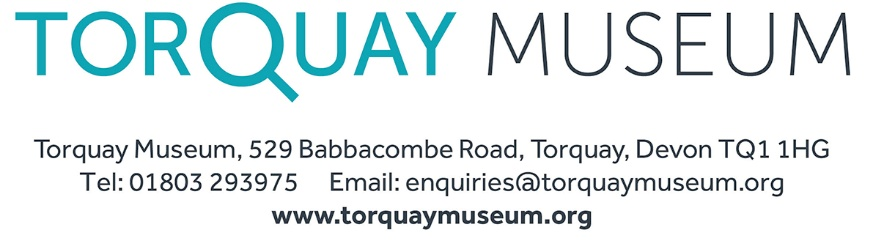 TORQUAY MUSEUM
Torquay Museum, 529 Babbacombe Road, Torquay, Devon TQ1 1HG
Tel: 01803 293975 Email: enquiries@torquaymuseum.org
www.torquaymuseum.org